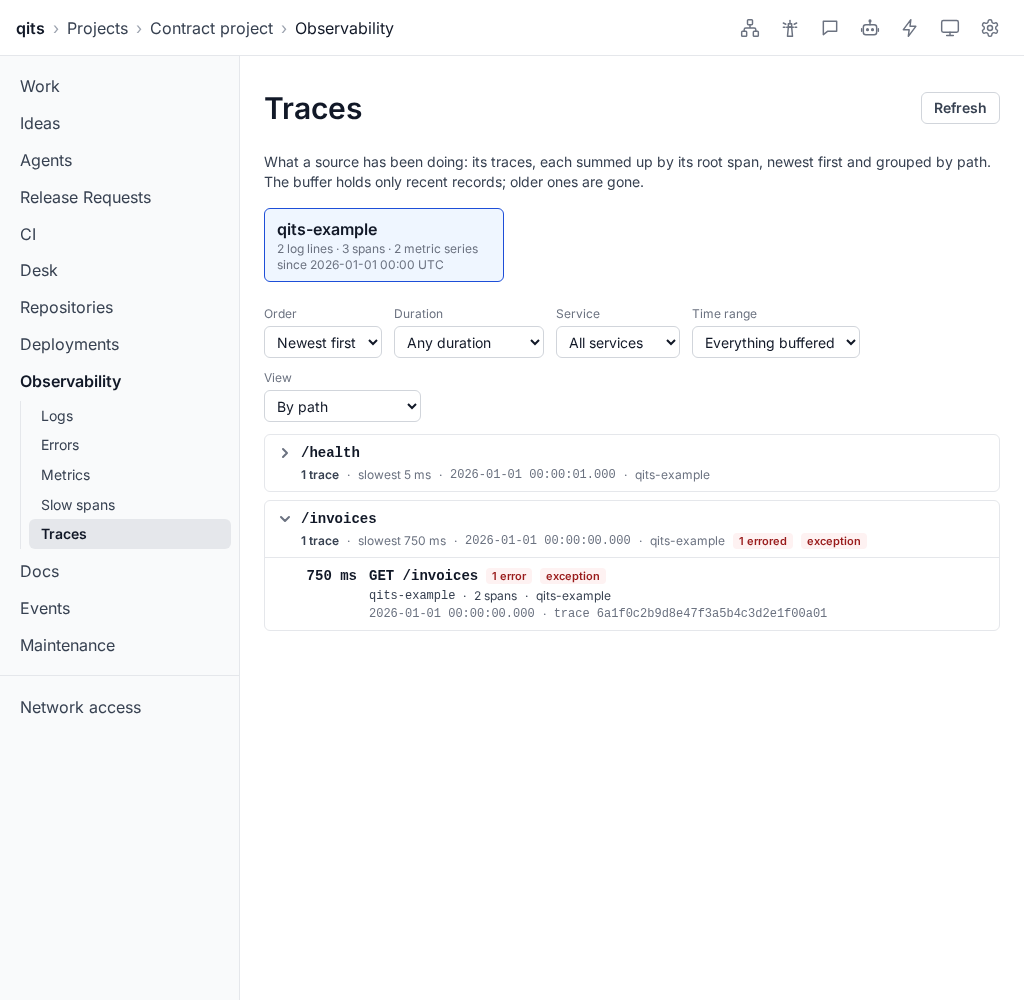 qits › Projects › Contract project › Observability
Work
Ideas
Agents
Release Requests
CI
Desk
Repositories
Deployments
Observability
Logs
Errors
Metrics
Slow spans
Traces
Docs
Events
Maintenance
Network access
Traces
Refresh
What a source has been doing: its traces, each summed up by its root span, newest first and grouped by path.
The buffer holds only recent records; older ones are gone.
qits-example
2 log lines · 3 spans · 2 metric series
since 2026-01-01 00:00 UTC
Order Duration Service Time range
Newest first Any duration All services Everything buffered
View
By path
/health
1 trace · slowest 5 ms · 2026-01-01 00:00:01.000 · qits-example
/invoices
1 trace · slowest 750 ms · 2026-01-01 00:00:00.000 · qits-example 1 errored exception
750 ms GET /invoices 1 error exception
qits-example · 2 spans · qits-example
2026-01-01 00:00:00.000 · trace 6a1f0c2b9d8e47f3a5b4c3d2e1f00a01